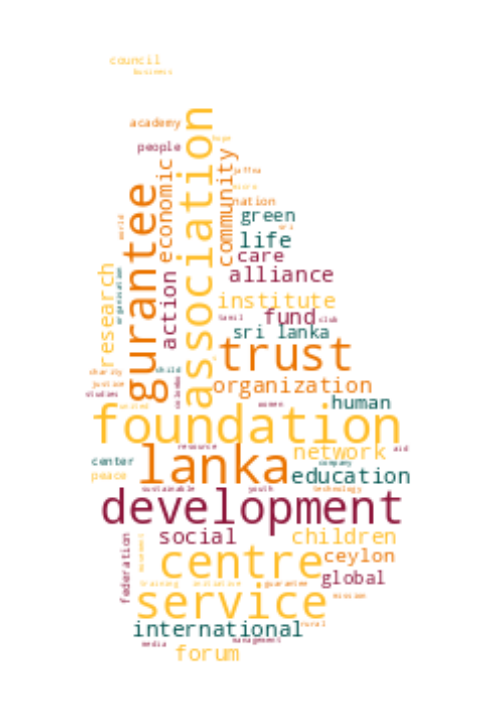 council
business
academy
association
hope
people
community
economic
jaffna
micro
gurantee
nation
green
world
life
care
research
organisation
alliance
action
institute
fund
club
tamil
sri lanka
trust
child
charity
justice
organization
studies
colombo
human
women
united
foundation
resource
network
aid
lanka
center
company
peace
education
sustainable
youth
technology
development
social
children
federation
centre
ceylon
global
training
initiative
guarantee
service
mission
international
rural
media
management
forum